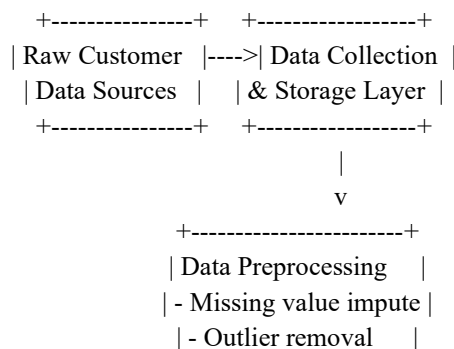 +----------------+ +------------------+
| Raw Customer |---->| Data Collection |
| Data Sources | | & Storage Layer |
+----------------+ +------------------+
|
v
+------------------------+
| Data Preprocessing |
| - Missing value impute |
| - Outlier removal |